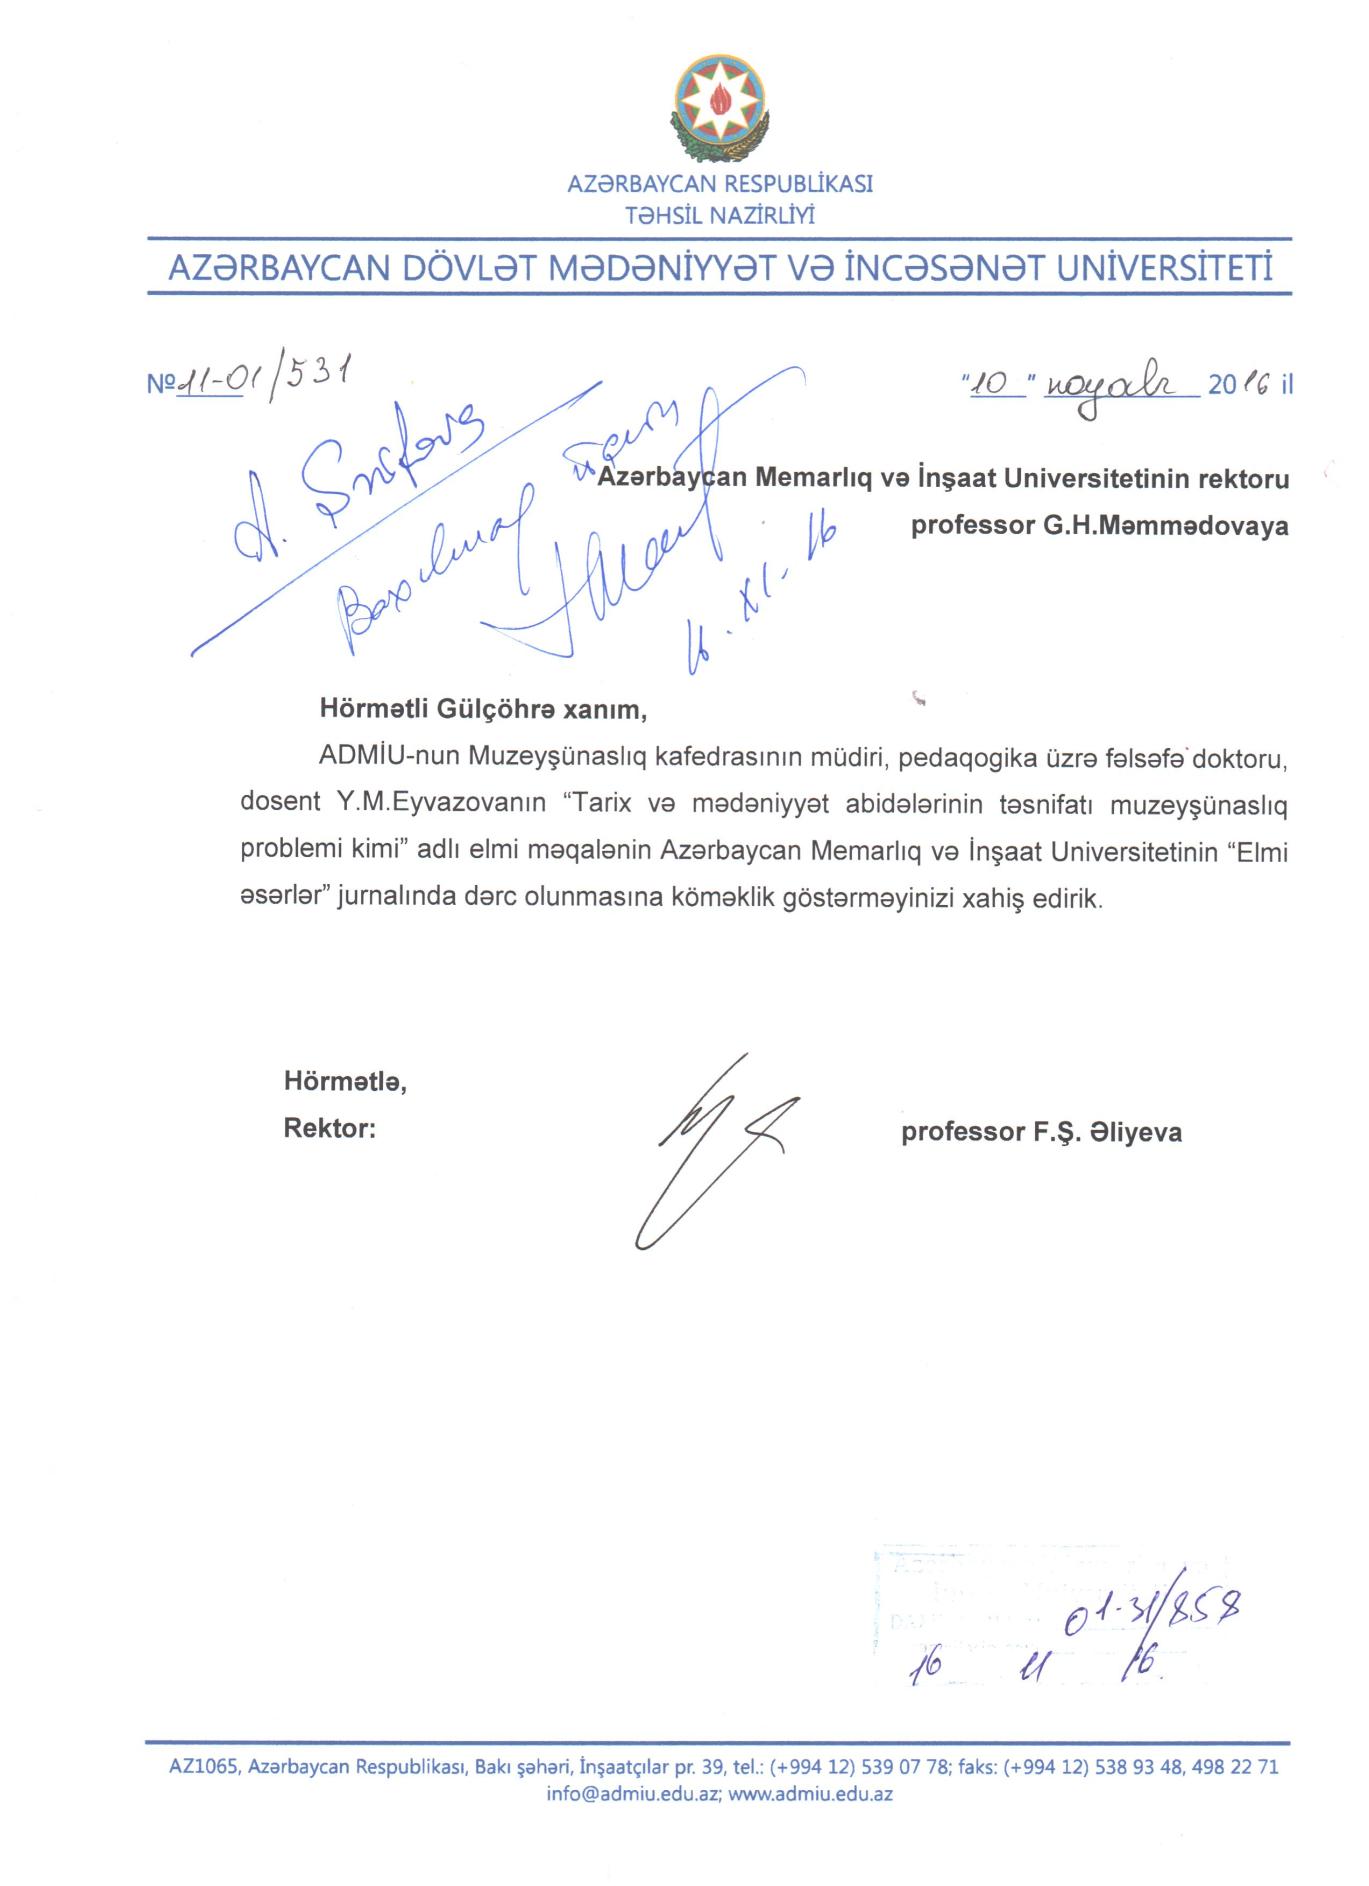 AZƏRBAYCAN RESPUBLİKASI
TƏHSİL NAZİRLİYİ
AZƏRBAYCAN DÖVLƏT MƏDƏNİYYƏT VƏ İNCƏSƏNƏT UNİVERSİTETİ
№ 11-01/531
"10" noyabr 2016 il
Baxılmaq üçün
16.XI.16
Azərbaycan Memarlıq və İnşaat Universitetinin rektoru
professor G.H.Məmmədovaya
Hörmətli Gülçöhrə xanım,
ADMİU-nun Muzeyşünaslıq kafedrasının müdiri, pedaqogika üzrə fəlsəfə doktoru,
dosent Y.M.Eyvazovanın “Tarix və mədəniyyət abidələrinin təsnifatı muzeyşünaslıq
problemi kimi” adlı elmi məqalənin Azərbaycan Memarlıq və İnşaat Universitetinin “Elmi
əsərlər” jurnalında dərc olunmasına köməklik göstərməyinizi xahiş edirik.
Hörmətlə,
Rektor:
professor F.Ş. Əliyeva
01-31/858
16 11 16
AZ1065, Azərbaycan Respublikası, Bakı şəhəri, İnşaatçılar pr. 39, tel.: (+994 12) 539 07 78; faks: (+994 12) 538 93 48, 498 22 71
info@admiu.edu.az; www.admiu.edu.az